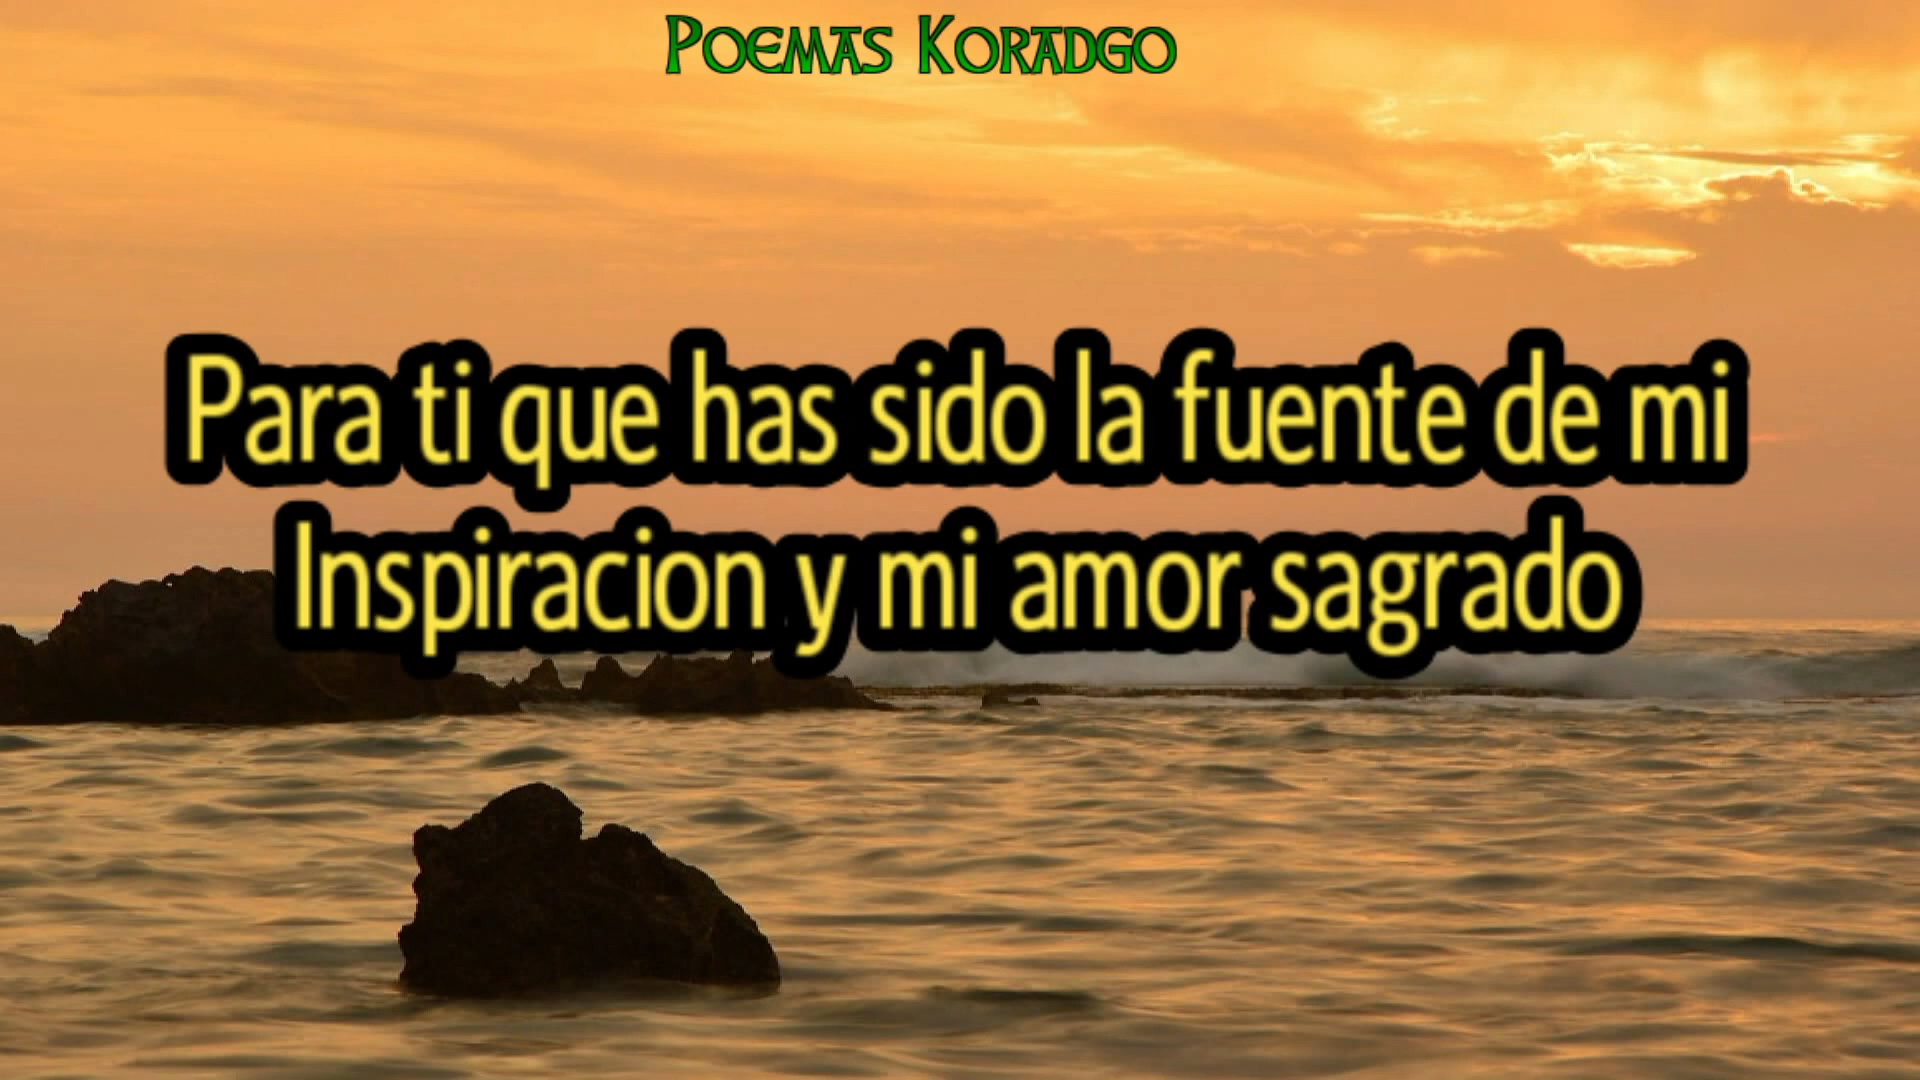 Poemas Koradgo
Para ti que has sido la fuente de mi
Inspiracion y mi amor sagrado